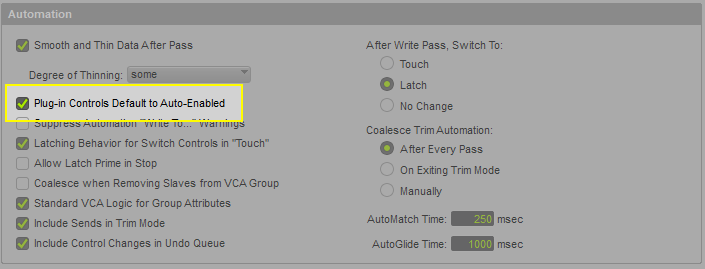 Automation
Smooth and Thin Data After Pass
Degree of Thinning: some
Plug-in Controls Default to Auto-Enabled
Suppress Automation "Write To..." Warnings
Latching Behavior for Switch Controls in "Touch"
Allow Latch Prime in Stop
Coalesce when Removing Slaves from VCA Group
Standard VCA Logic for Group Attributes
Include Sends in Trim Mode
Include Control Changes in Undo Queue
After Write Pass, Switch To:
Touch
Latch
No Change
Coalesce Trim Automation:
After Every Pass
On Exiting Trim Mode
Manually
AutoMatch Time: 250 msec
AutoGlide Time: 1000 msec